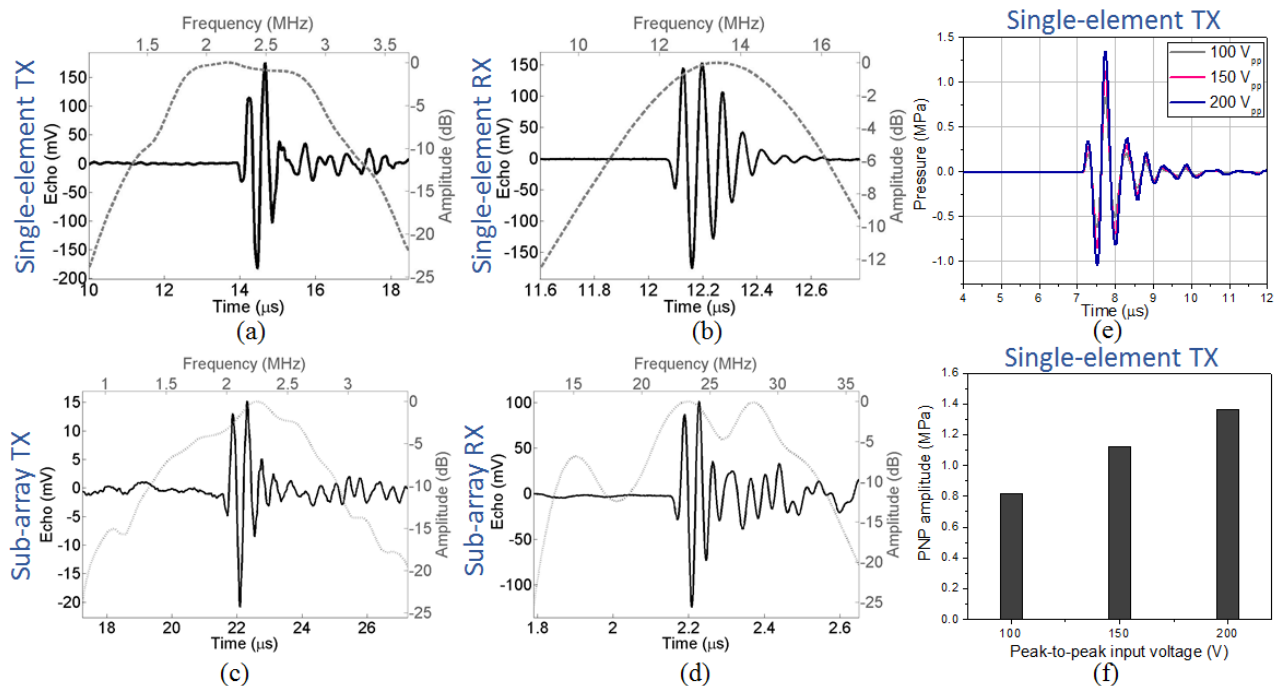 Frequency (MHz)
1.5 2 2.5 3 3.5
Single-element TX
Echo (mV)
150
100
50
0
-50
-100
-150
-200
0
-5
-10
-15
-20
-25
Amplitude (dB)
10 12 14 16 18
Time (μs)
(a)
Frequency (MHz)
10 12 14 16
Single-element RX
Echo (mV)
150
100
50
0
-50
-100
-150
0
-2
-4
-6
-8
-10
-12
Amplitude (dB)
11.6 11.8 12 12.2 12.4 12.6
Time (μs)
(b)
Single-element TX
Pressure (MPa)
1.5
1.0
0.5
0.0
-0.5
-1.0
100 Vpp
150 Vpp
200 Vpp
4 5 6 7 8 9 10 11 12
Time (μs)
(e)
Frequency (MHz)
1 1.5 2 2.5 3
Sub-array TX
Echo (mV)
15
10
5
0
-5
-10
-15
-20
0
-5
-10
-15
-20
-25
Amplitude (dB)
18 20 22 24 26
Time (μs)
(c)
Frequency (MHz)
15 20 25 30 35
Sub-array RX
Echo (mV)
100
50
0
-50
-100
0
-5
-10
-15
-20
-25
Amplitude (dB)
1.8 2 2.2 2.4 2.6
Time (μs)
(d)
Single-element TX
PNP amplitude (MPa)
1.6
1.4
1.2
1.0
0.8
0.6
0.4
0.2
0.0
100 150 200
Peak-to-peak input voltage (V)
(f)